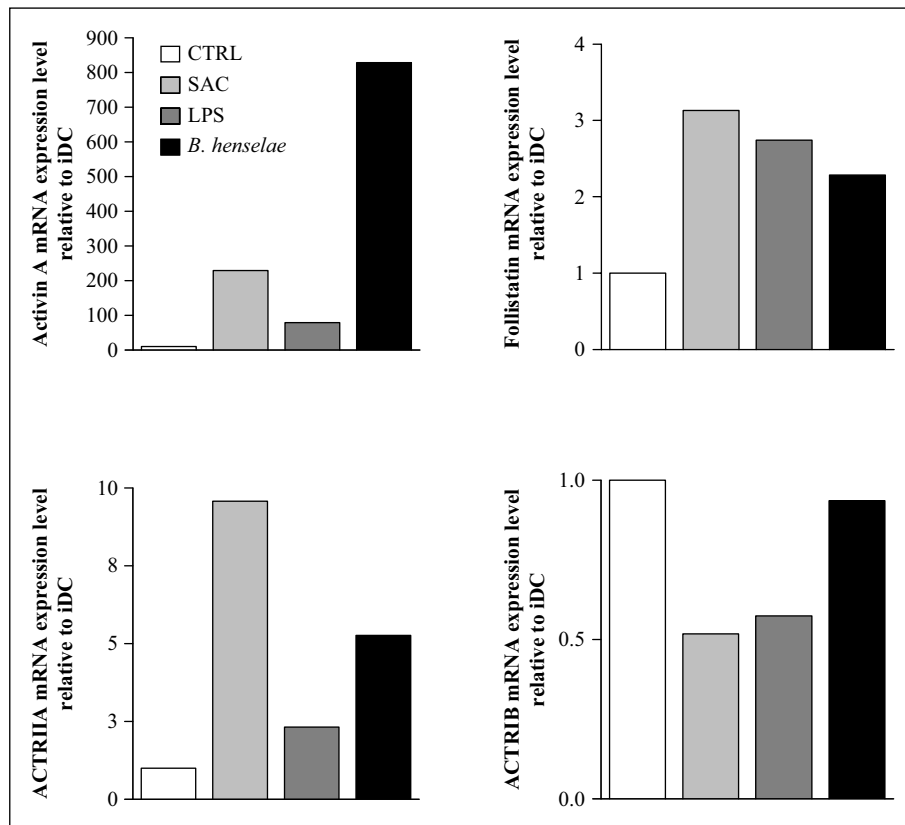 Activin A mRNA expression level
relative to iDC
900
800
700
600
500
400
300
200
100
0
CTRL
SAC
LPS
B. henselae
Follistatin mRNA expression level
relative to iDC
4
3
2
1
0
ACTRIIA mRNA expression level
relative to iDC
10
8
5
3
0
ACTRIB mRNA expression level
relative to iDC
1.0
0.5
0.0